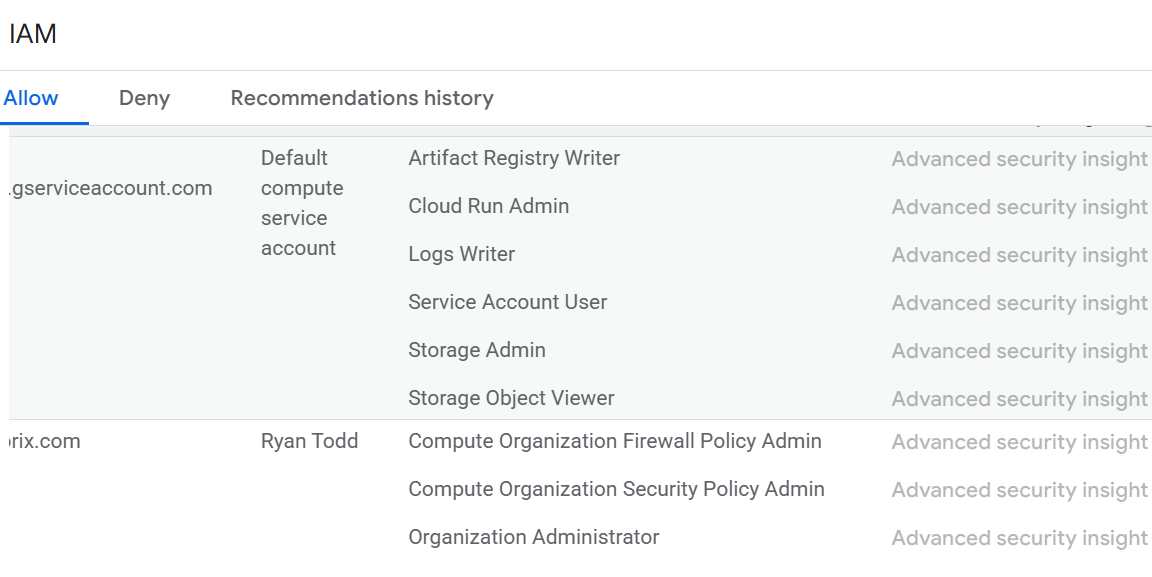 IAM
Allow Deny Recommendations history
.gserviceaccount.com
Default
compute
service
account
Artifact Registry Writer Advanced security insight
Cloud Run Admin Advanced security insight
Logs Writer Advanced security insight
Service Account User Advanced security insight
Storage Admin Advanced security insight
Storage Object Viewer Advanced security insight
rix.com Ryan Todd Compute Organization Firewall Policy Admin Advanced security insight
Compute Organization Security Policy Admin Advanced security insight
Organization Administrator Advanced security insight